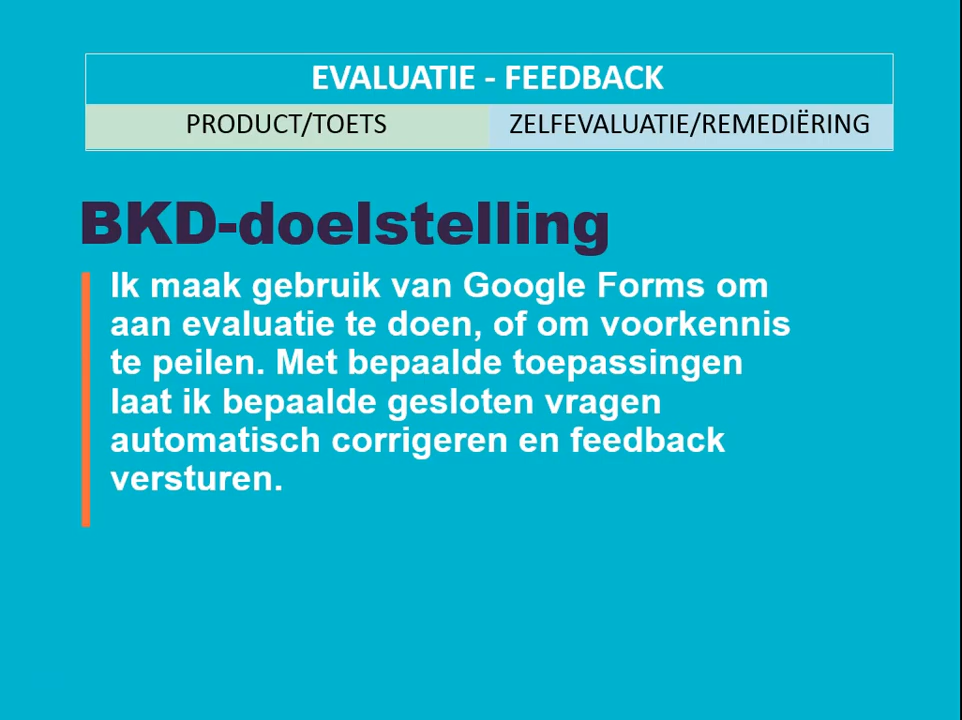 EVALUATIE - FEEDBACK
PRODUCT/TOETS ZELFEVALUATIE/REMEDIËRING
BKD-doelstelling
Ik maak gebruik van Google Forms om
aan evaluatie te doen, of om voorkennis
te peilen. Met bepaalde toepassingen
laat ik bepaalde gesloten vragen
automatisch corrigeren en feedback
versturen.